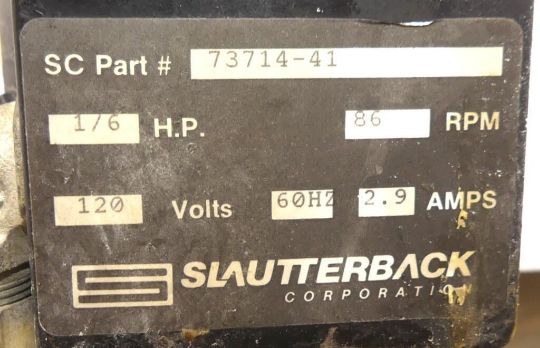 SC Part # 73714-41
1/6 H.P. 86 RPM
120 Volts 60HZ 2.9 AMPS
SLAUTTERBACK
CORPORATION